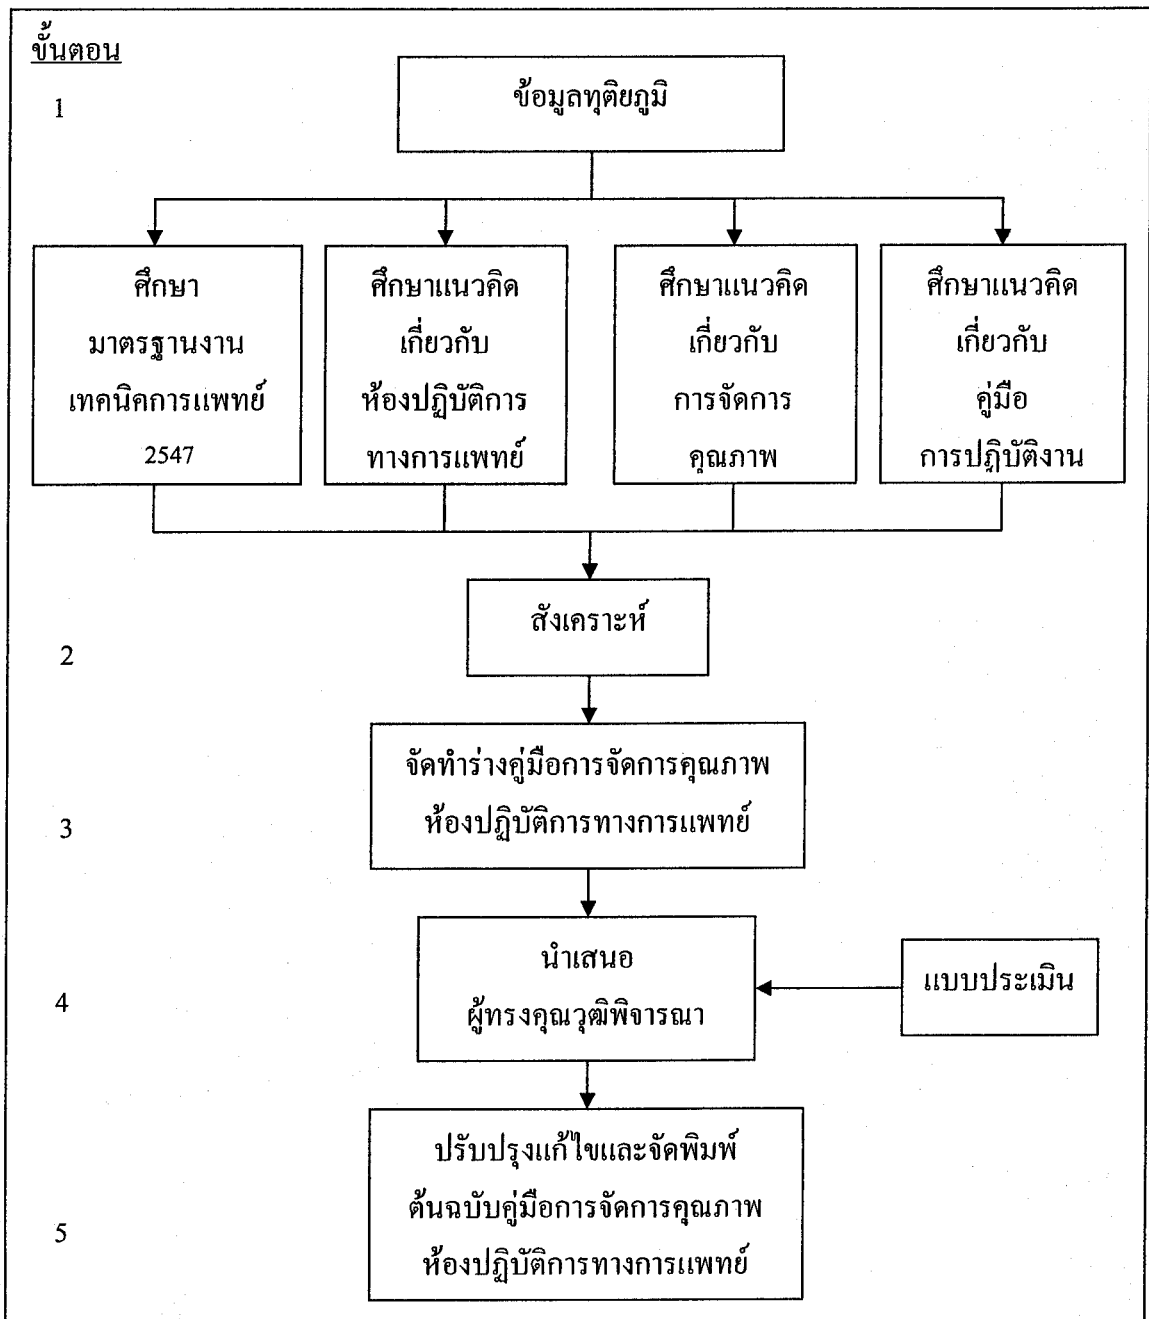 ขั้นตอน
1
ข้อมูลทุติยภูมิ
ศึกษา
มาตรฐานงาน
เทคนิคการแพทย์
2547
ศึกษาแนวคิด
เกี่ยวกับ
ห้องปฏิบัติการ
ทางการแพทย์
ศึกษาแนวคิด
เกี่ยวกับ
การจัดการ
คุณภาพ
ศึกษาแนวคิด
เกี่ยวกับ
คู่มือ
การปฏิบัติงาน
2
สังเคราะห์
3
จัดทำร่างคู่มือการจัดการคุณภาพ
ห้องปฏิบัติการทางการแพทย์
4
นำเสนอ
ผู้ทรงคุณวุฒิพิจารณา
แบบประเมิน
5
ปรับปรุงแก้ไขและจัดพิมพ์
ต้นฉบับคู่มือการจัดการคุณภาพ
ห้องปฏิบัติการทางการแพทย์